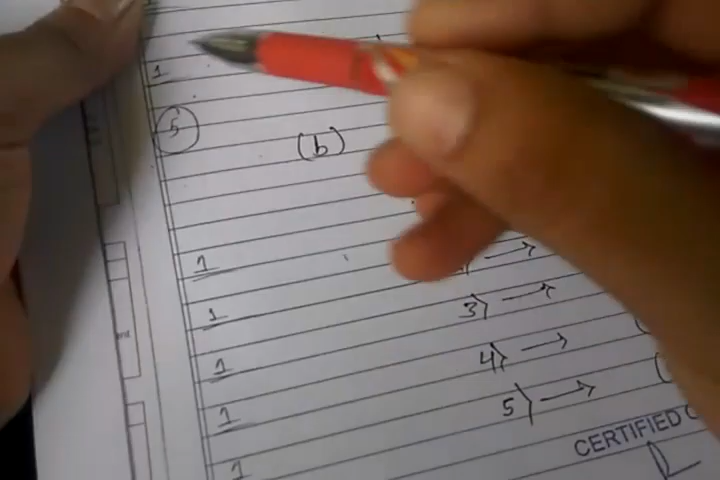 1
5
(b)
1
1 3) →
1 4) →
1 5) →
1
CERTIFIED